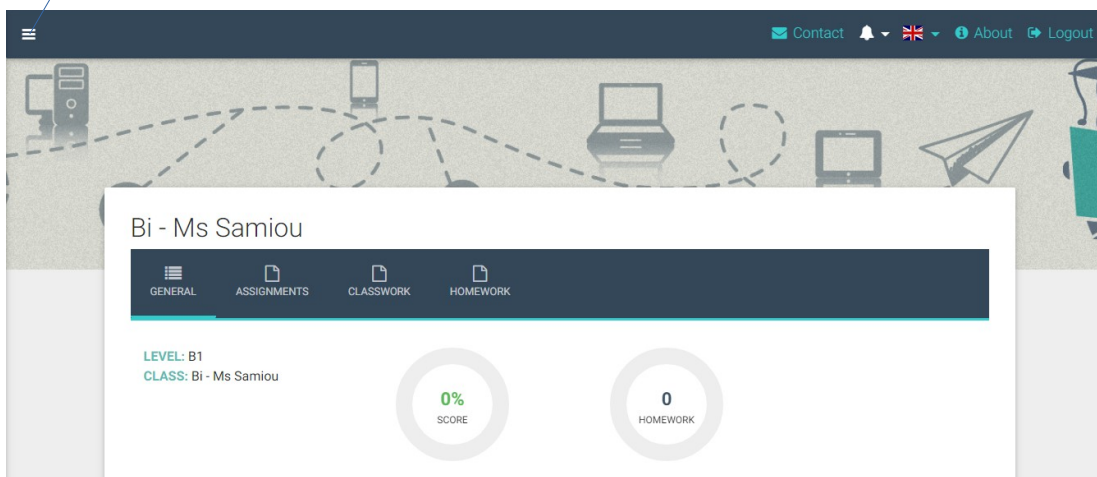 Contact About Logout
Bi - Ms Samiou
GENERAL ASSIGNMENTS CLASSWORK HOMEWORK
LEVEL: B1
CLASS: Bi - Ms Samiou
0%
SCORE
0
HOMEWORK